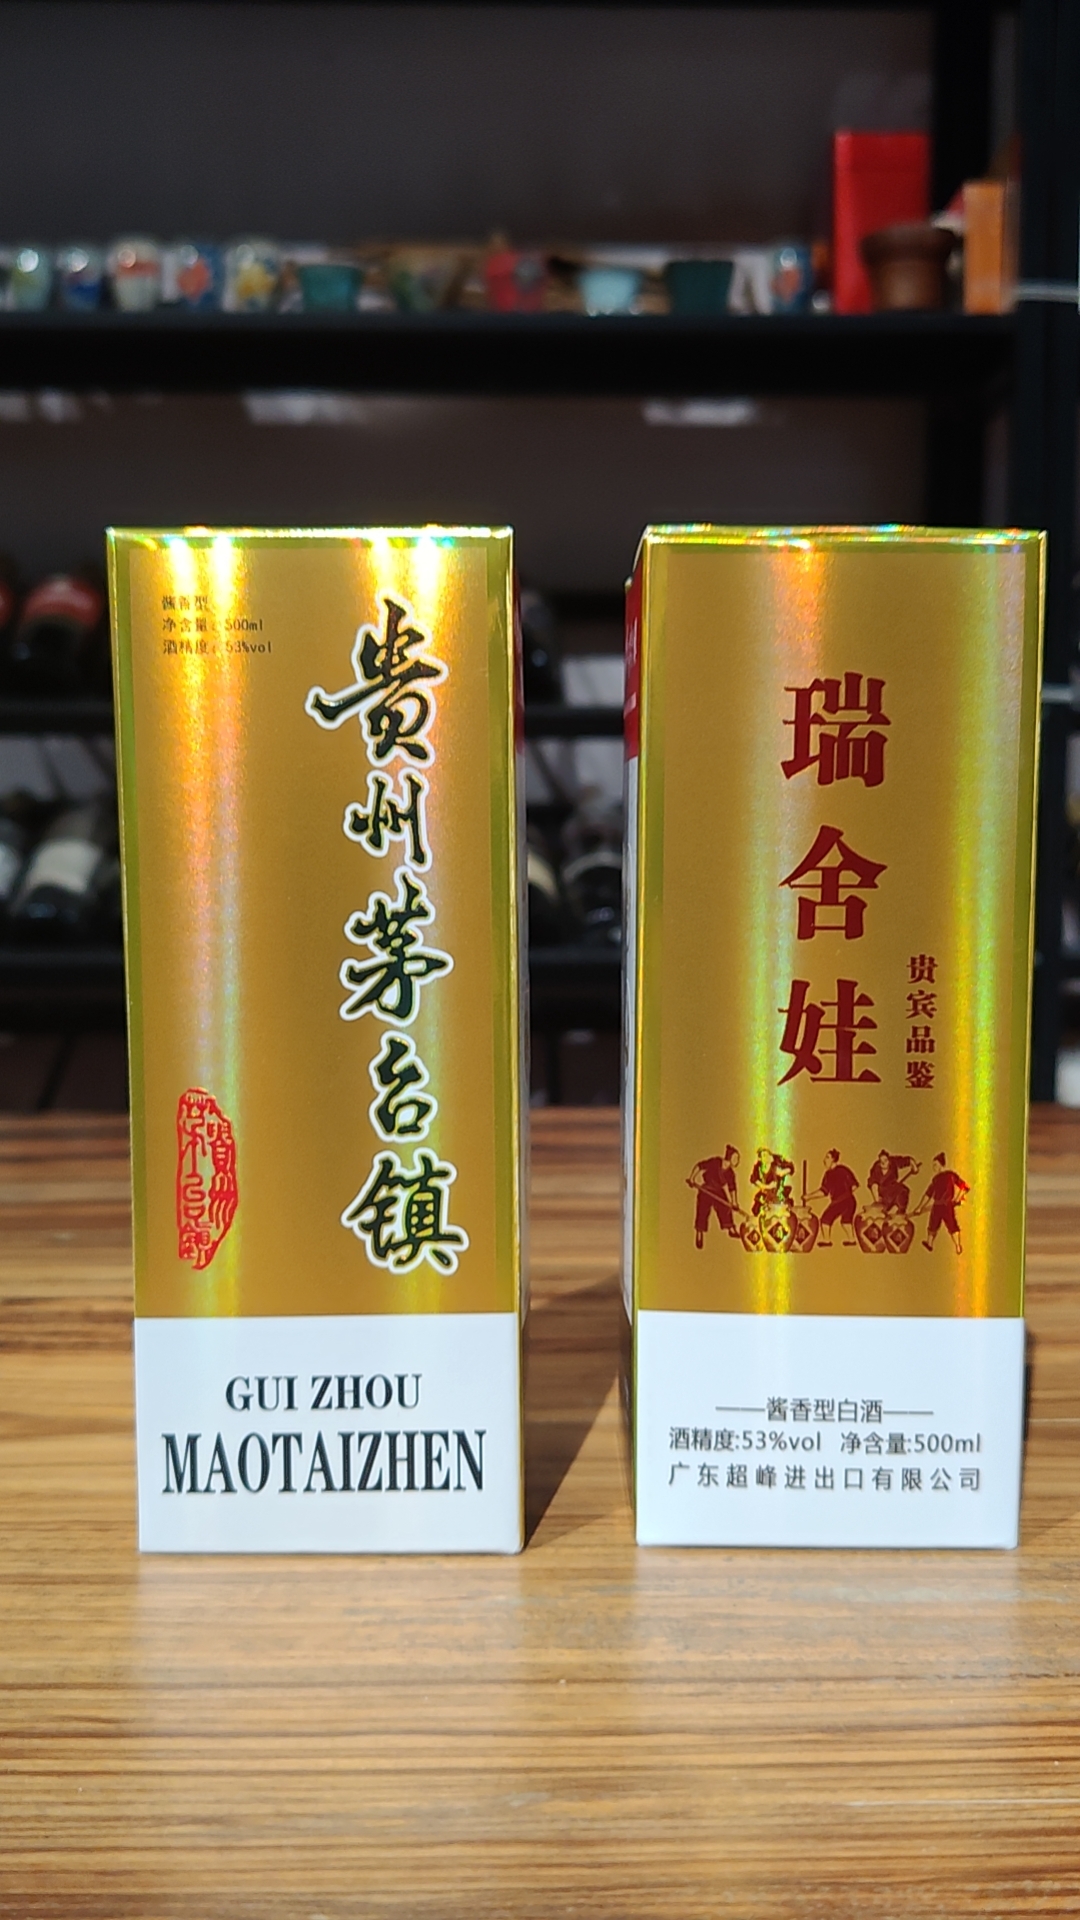 酱香型
净含量：500ml
酒精度：53%vol
貴州茅台镇
GUI ZHOU
MAOTAIZHEN
瑞舍娃
贵宾品鉴
——酱香型白酒——
酒精度:53%vol 净含量:500ml
广东超峰进出口有限公司